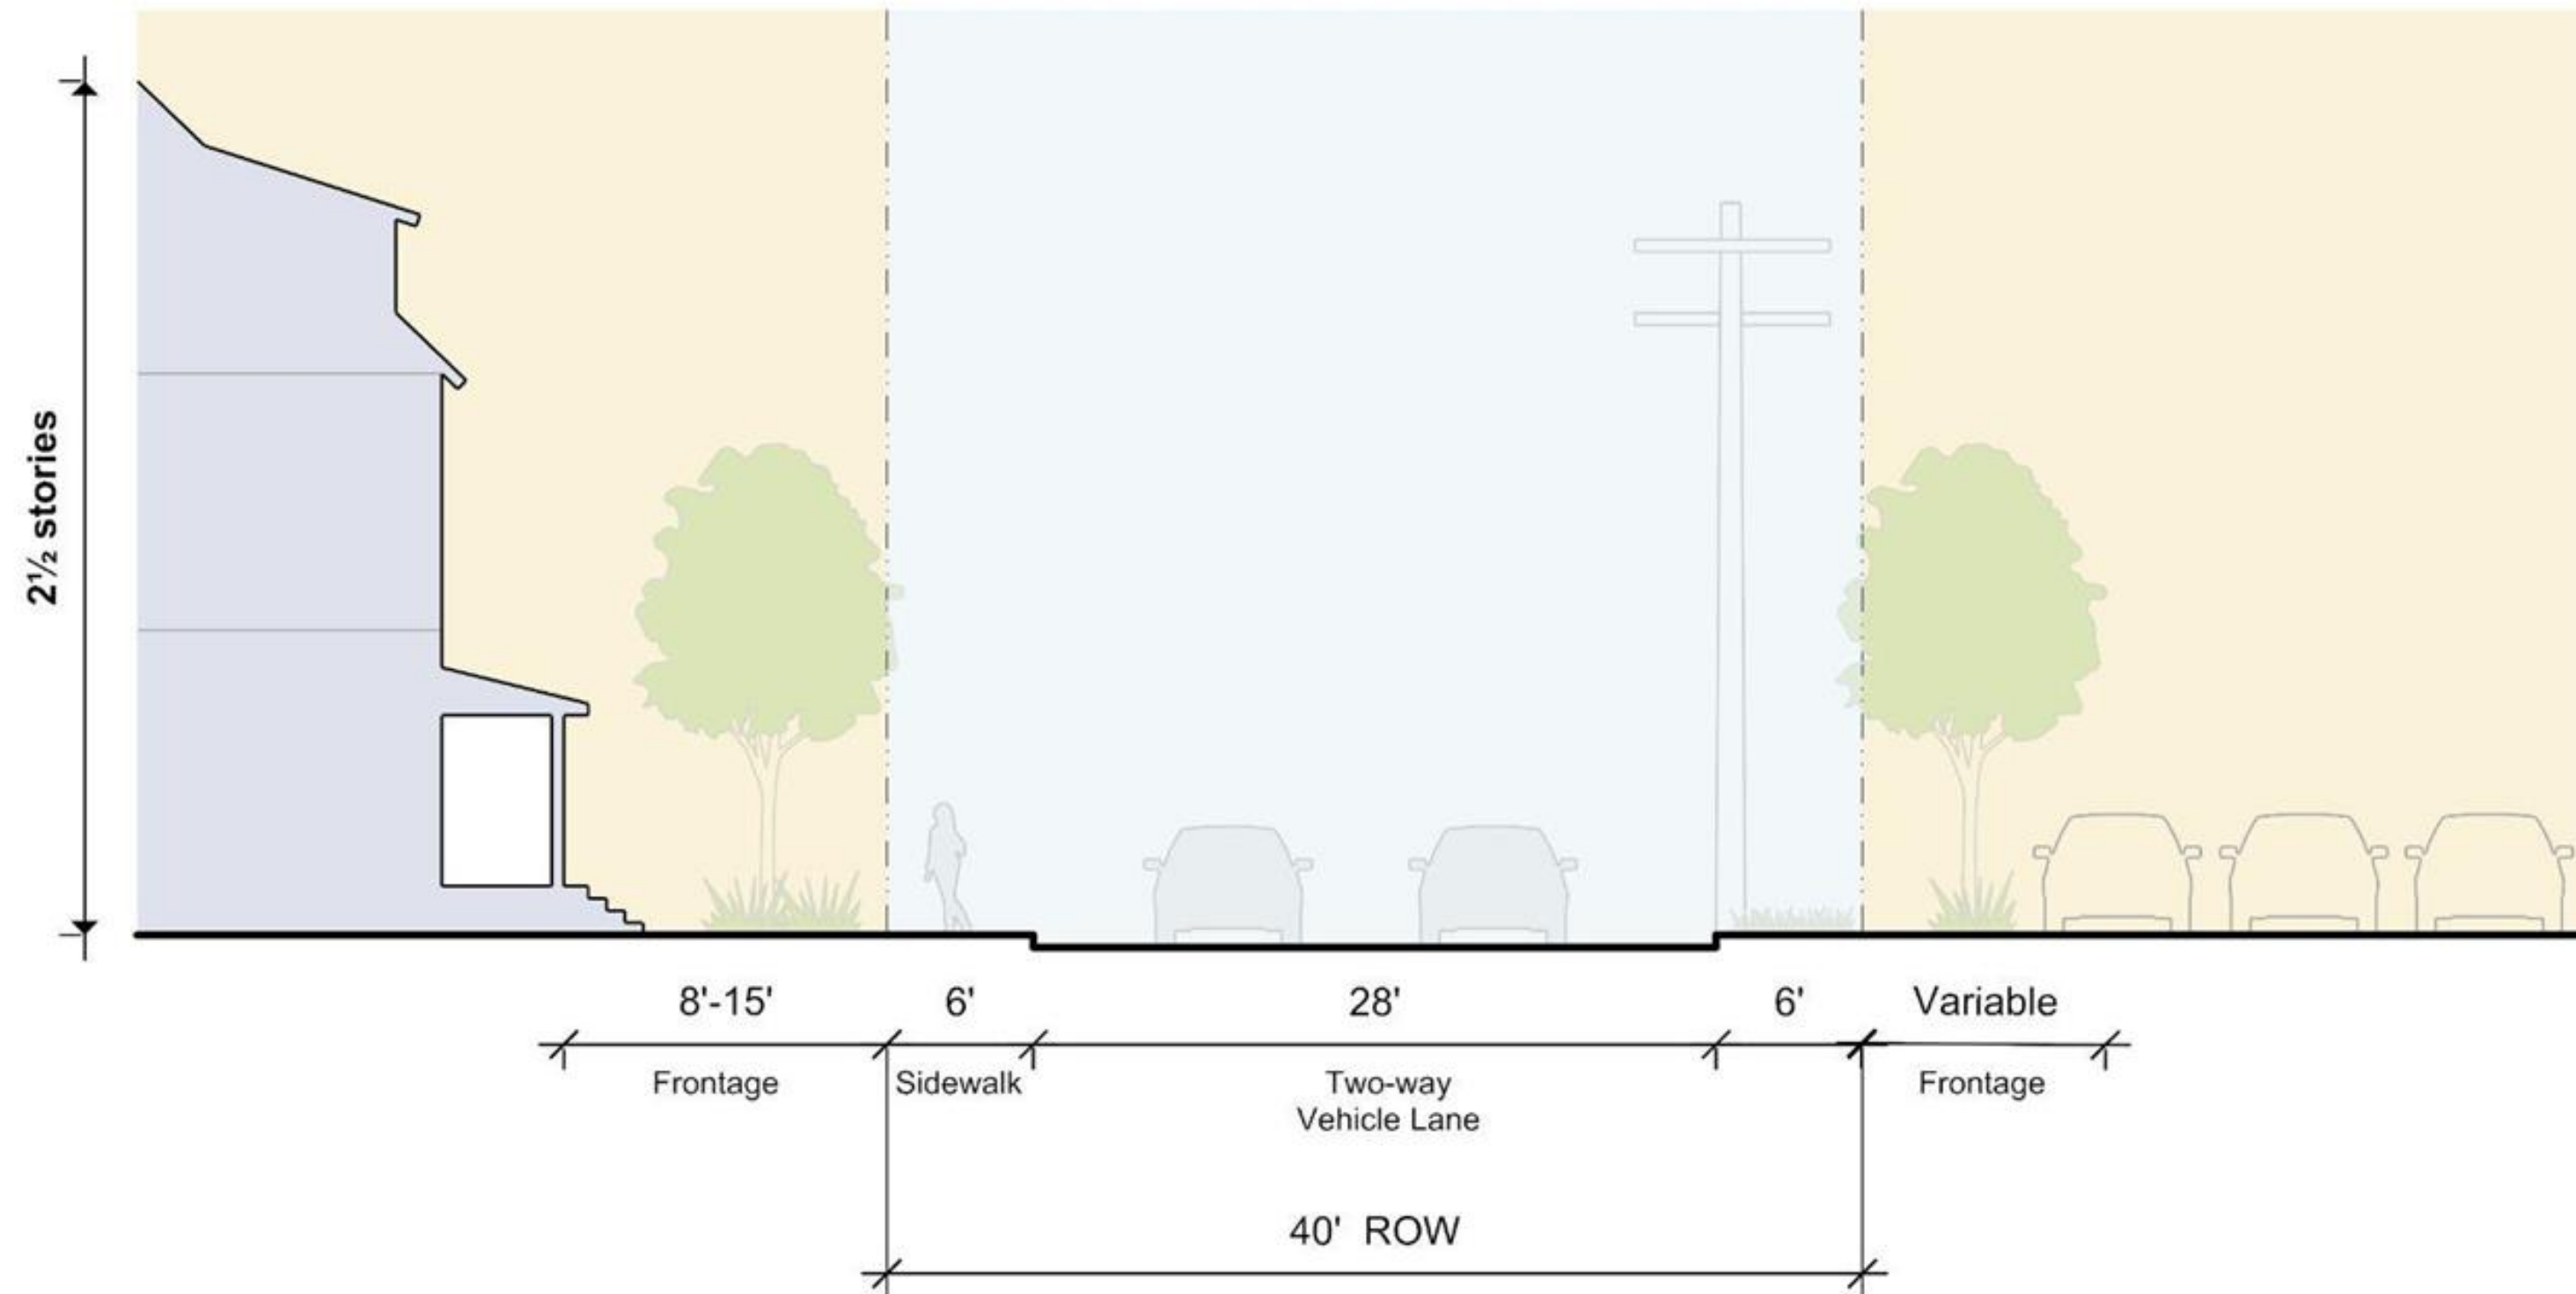 2½ stories
8'-15'
6'
28'
6'
Variable
Frontage
Sidewalk
Two-way
Vehicle Lane
Frontage
40' ROW